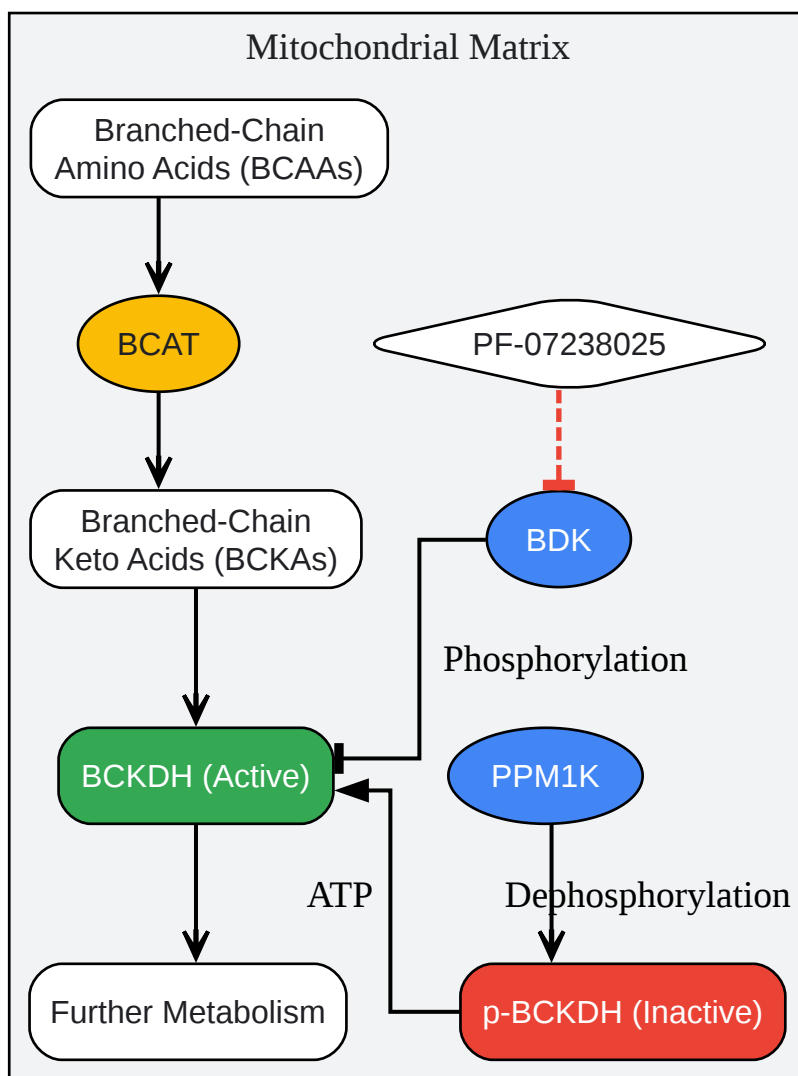 Mitochondrial Matrix
Branched-Chain
Amino Acids (BCAAs)
BCAT
PF-07238025
Branched-Chain
Keto Acids (BCKAs)
BDK
Phosphorylation
BCKDH (Active)
PPM1K
ATP
Dephosphorylation
Further Metabolism
p-BCKDH (Inactive)